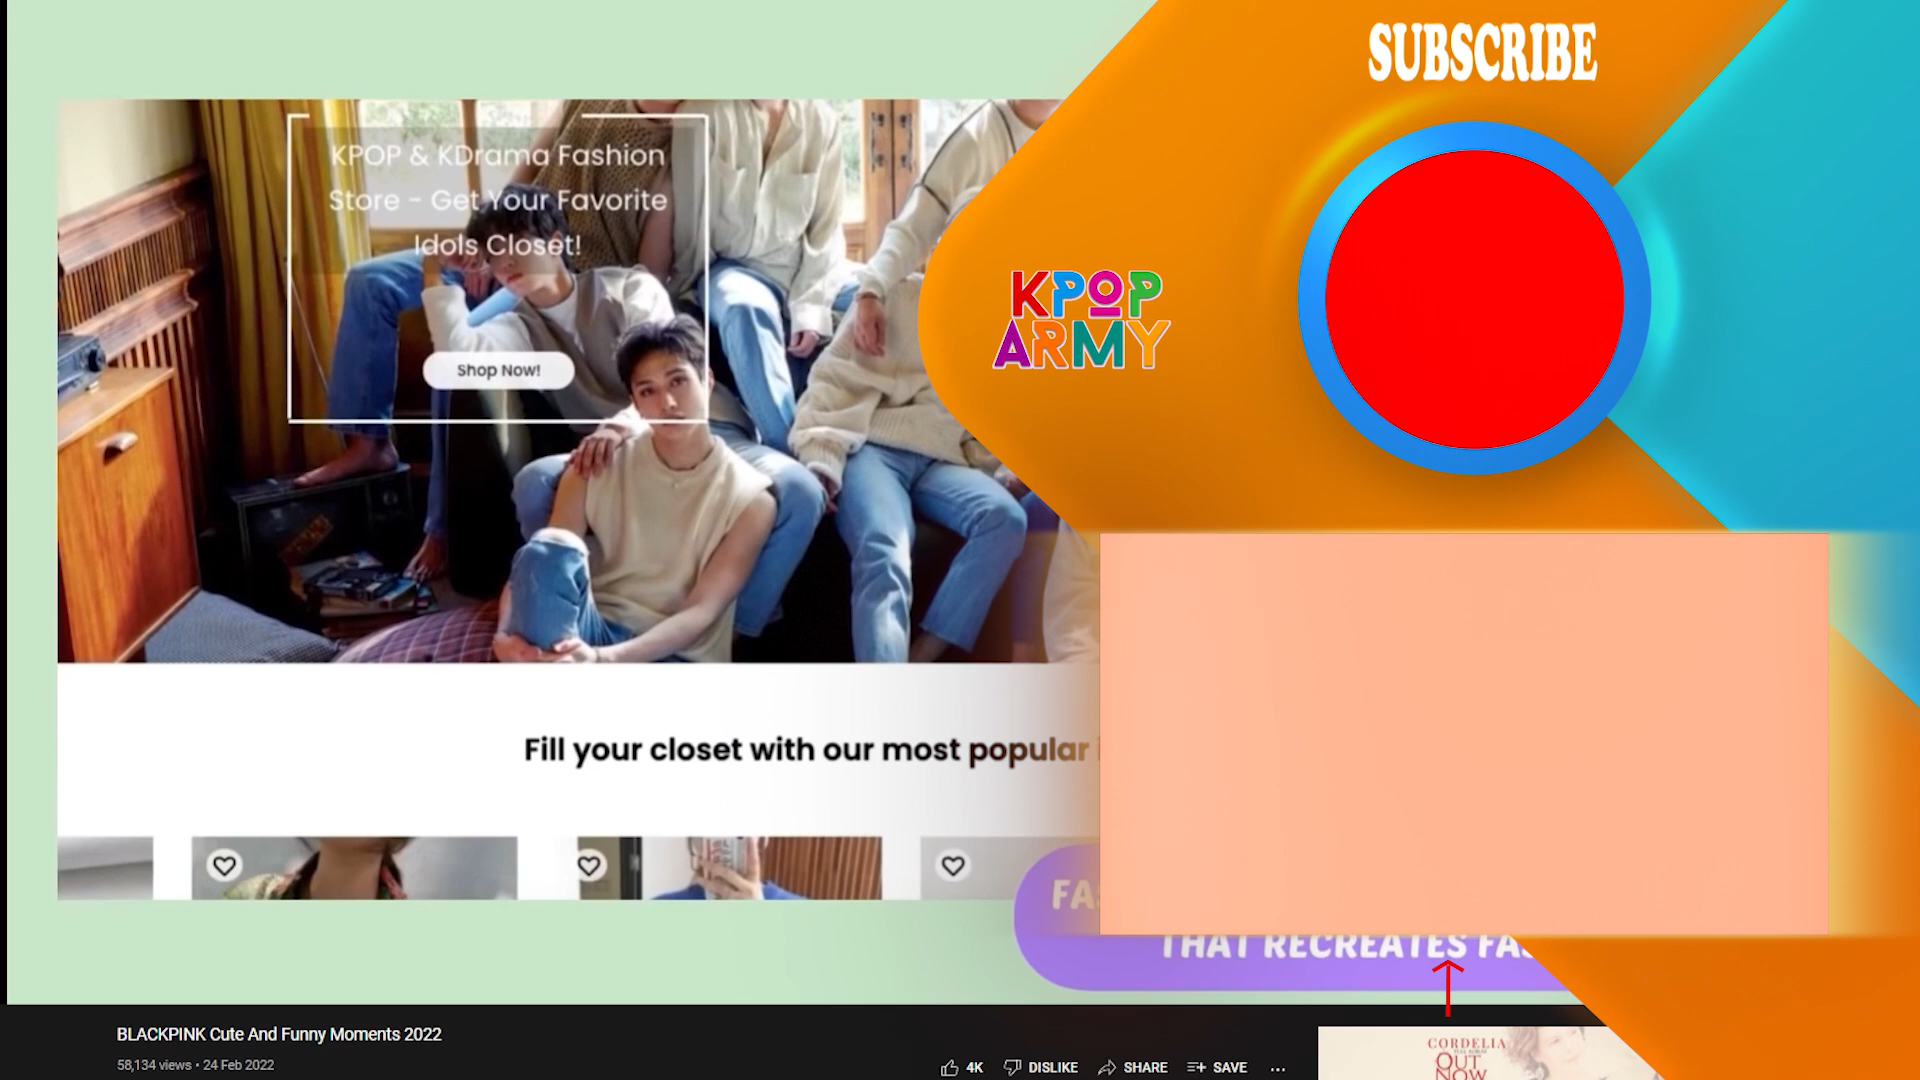 SUBSCRIBE
KPOP & KDrama Fashion
Store - Get Your Favorite
Idols Closet!
Shop Now!
KPOP
ARMY
Fill your closet with our most popular
THAT RECREATES
BLACKPINK Cute And Funny Moments 2022
58,134 views • 24 Feb 2022
4K
DISLIKE
SHARE
SAVE
...
CORDELIA
OUT
NOW